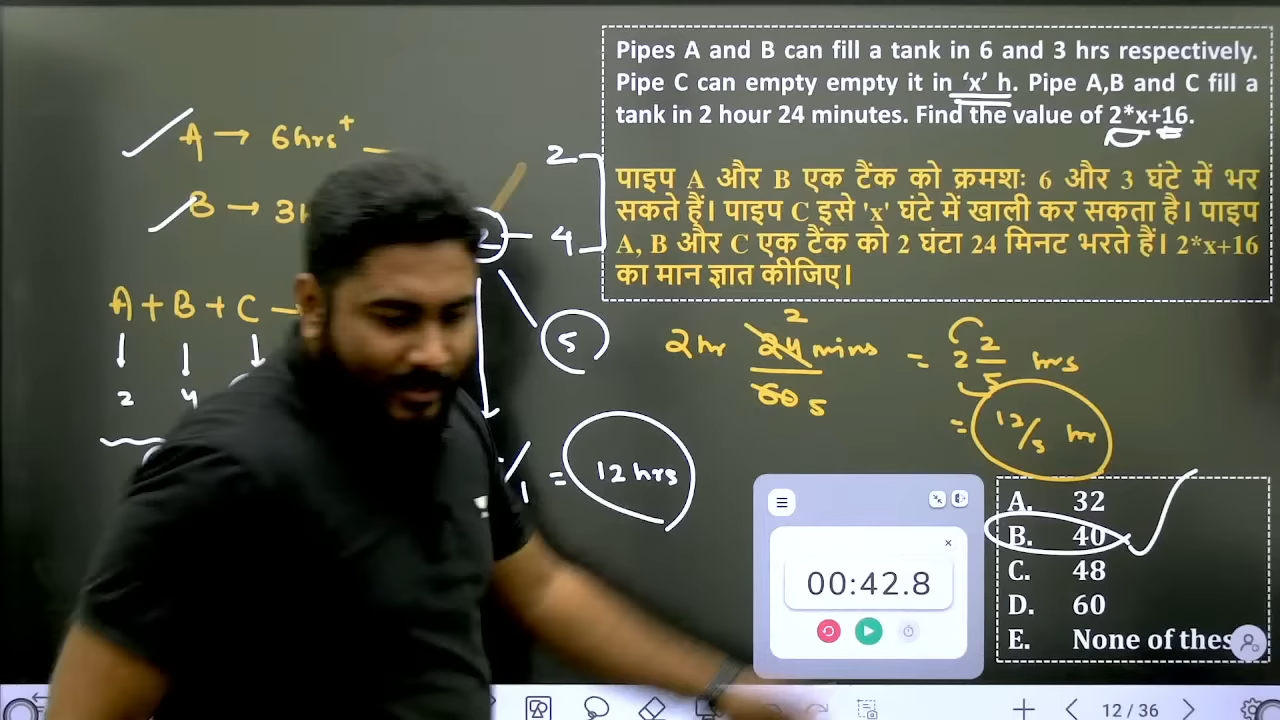 Pipes A and B can fill a tank in 6 and 3 hrs respectively.
Pipe C can empty empty it in 'x' h. Pipe A,B and C fill a
tank in 2 hour 24 minutes. Find the value of 2*x+16.
पाइप A और B एक टैंक को क्रमशः 6 और 3 घंटे में भर
सकते हैं। पाइप C इसे 'x' घंटे में खाली कर सकता है। पाइप
A, B और C एक टैंक को 2 घंटा 24 मिनट भरते हैं। 2*x+16
का मान ज्ञात कीजिए।
A → 6hrs+
B → 3h
2
2 4
A + B + C
2 4
5
1 = 12 hrs
2hr 24 mins = 2 2/5 hrs
2
60 5
= 12/5 hr
00:42.8
A. 32
B. 40
C. 48
D. 60
E. None of thes
12 / 36